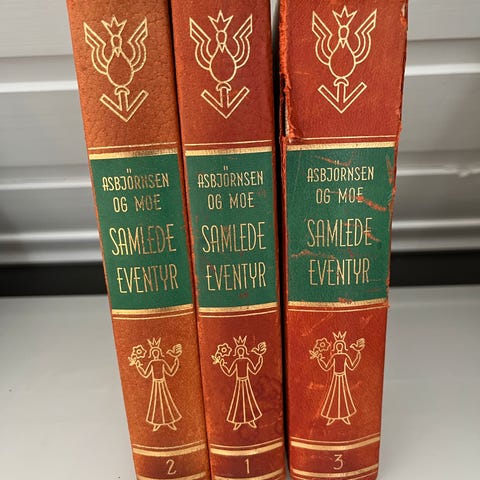 ASBJÖRNSEN
OG MOE
SAMLEDE
EVENTYR
2
ASBJÖRNSEN
OG MOE
SAMLEDE
EVENTYR
1
ASBJÖRNSEN
OG MOE
SAMLEDE
EVENTYR
3